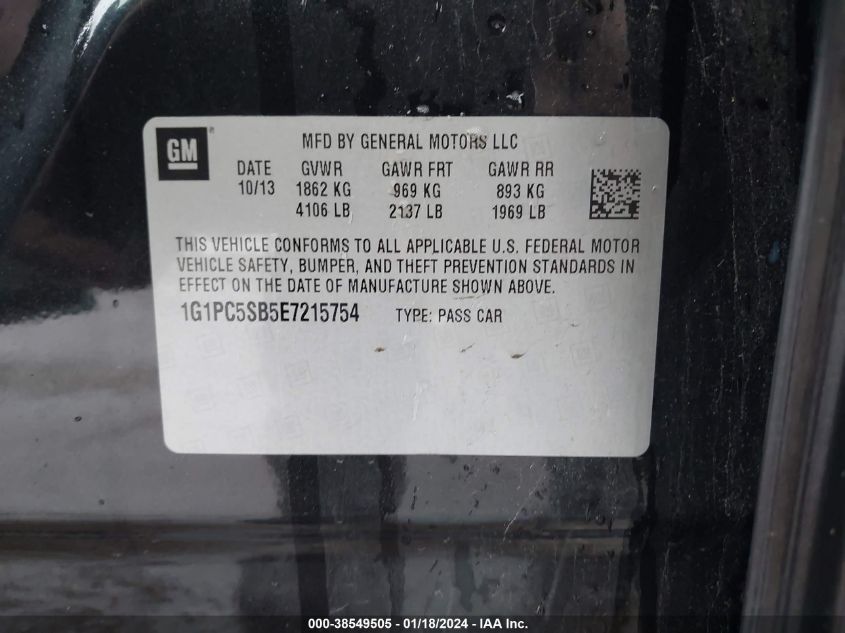 GM
MFD BY GENERAL MOTORS LLC
DATE GVWR GAWR FRT GAWR RR
10/13 1862 KG 969 KG 893 KG
4106 LB 2137 LB 1969 LB
THIS VEHICLE CONFORMS TO ALL APPLICABLE U.S. FEDERAL MOTOR
VEHICLE SAFETY, BUMPER, AND THEFT PREVENTION STANDARDS IN
EFFECT ON THE DATE OF MANUFACTURE SHOWN ABOVE.
1G1PC5SB5E7215754 TYPE: PASS CAR
000-38549505 — 01/18/2024 — IAA Inc.